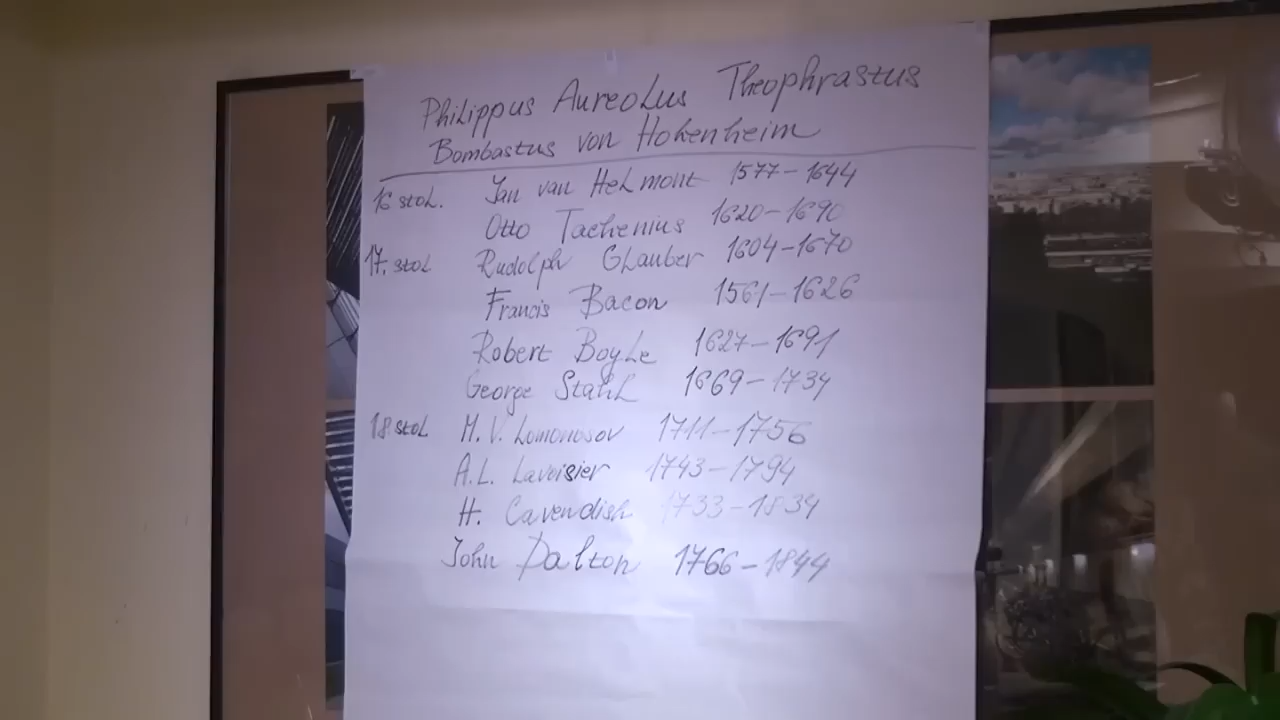 Philippus Aureolus Theophrastus
Bombastus von Hohenheim
16 stol. Jan van Helmont 1577-1644
Otto Tachenius 1620-1690
17. stol Rudolph Glauber 1604-1670
Francis Bacon 1561-1626
Robert Boyle 1627-1691
George Stahl 1669-1734
18 stol M. V. Lomonosov 1711-1756
A.L. Lavoisier 1743-1794
H. Cavendish 1733-1834
John Dalton 1766-1844